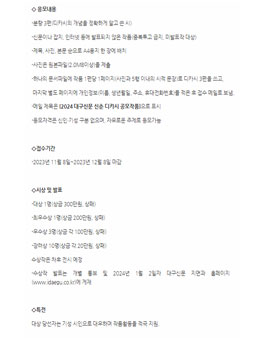 ◇ 응모내용
-분량 3편(디카시의 개념을 정확하게 알고 쓴 시)
-신문이나 잡지, 인터넷 등에 발표되지 않은 작품(중복투고 금지, 미발표작 대상)
-제목, 사진, 본문 순으로 A4용지 한 장에 배치
-사진은 원본파일(2.0MB이상)을 제출
-하나의 문서파일에 작품 1편당 1페이지(사진과 5행 이내의 시적 문장)로 디카시 3편을 쓰고,
마지막 별도 페이지에 개인정보(이름, 생년월일, 주소, 휴대전화번호)를 적은 후 접수 메일로 보냄.
-메일 제목은 [2024 대구신문 신춘 디카시 공모작품]으로 표시
-응모자격은 신인·기성 구분 없으며, 자유로운 주제로 응모가능
◇접수기간
-2023년 11월 8일~2023년 12월 8일 마감
◇시상 및 발표
-대상 1명(상금 300만원, 상패)
-최우수상 1명(상금 200만원, 상패)
-우수상 3명(상금 각 100만원, 상패)
-장려상 10명(상금 각 20만원, 상패)
수상작은 차후 전시 예정
-수상작 발표는 개별 통보 및 2024년 1월 2일자 대구신문 지면과 홈페이지
(www.idaegu.co.kr)에 게재
◇특전
대상 당선자는 기성 시인으로 대우하며 작품활동을 적극 지원.